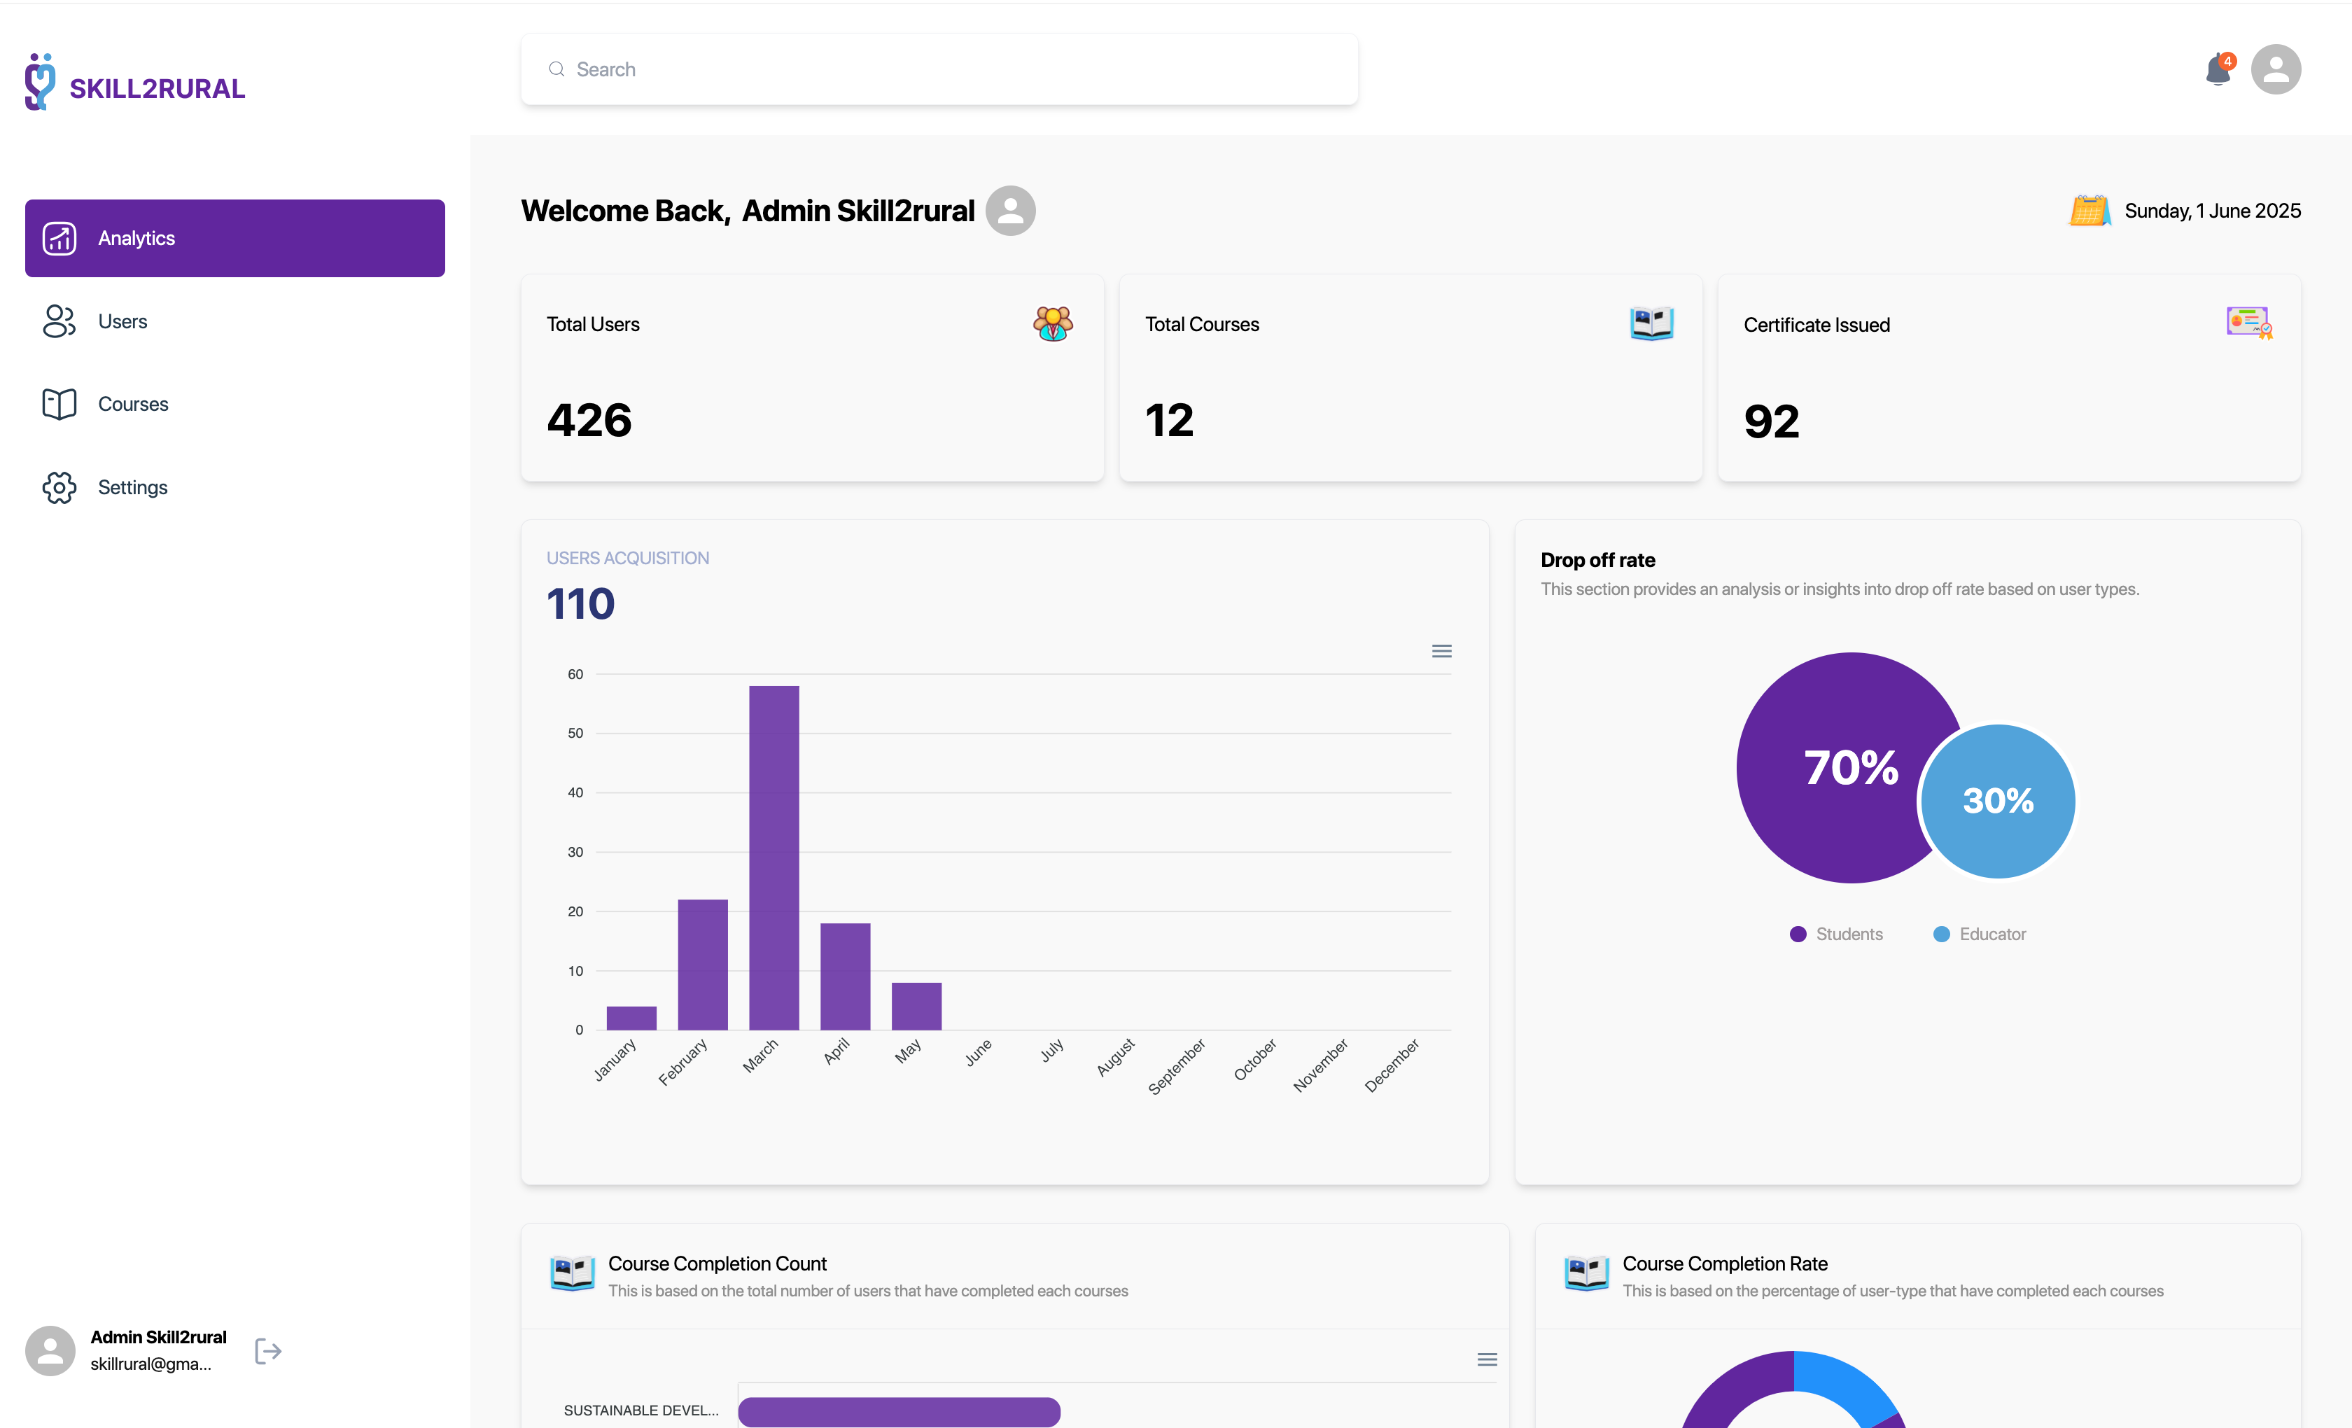 SKILL2RURAL
Search
4
Analytics
Users
Courses
Settings
Welcome Back, Admin Skill2rural
Sunday, 1 June 2025
Total Users
426
Total Courses
12
Certificate Issued
92
USERS ACQUISITION
110
60
50
40
30
20
10
0
January
February
March
April
May
June
July
August
September
October
November
December
Drop off rate
This section provides an analysis or insights into drop off rate based on user types.
70%
30%
Students
Educator
Course Completion Count
This is based on the total number of users that have completed each courses
SUSTAINABLE DEVEL...
Course Completion Rate
This is based on the percentage of user-type that have completed each courses
Admin Skill2rural
skillrural@gma...